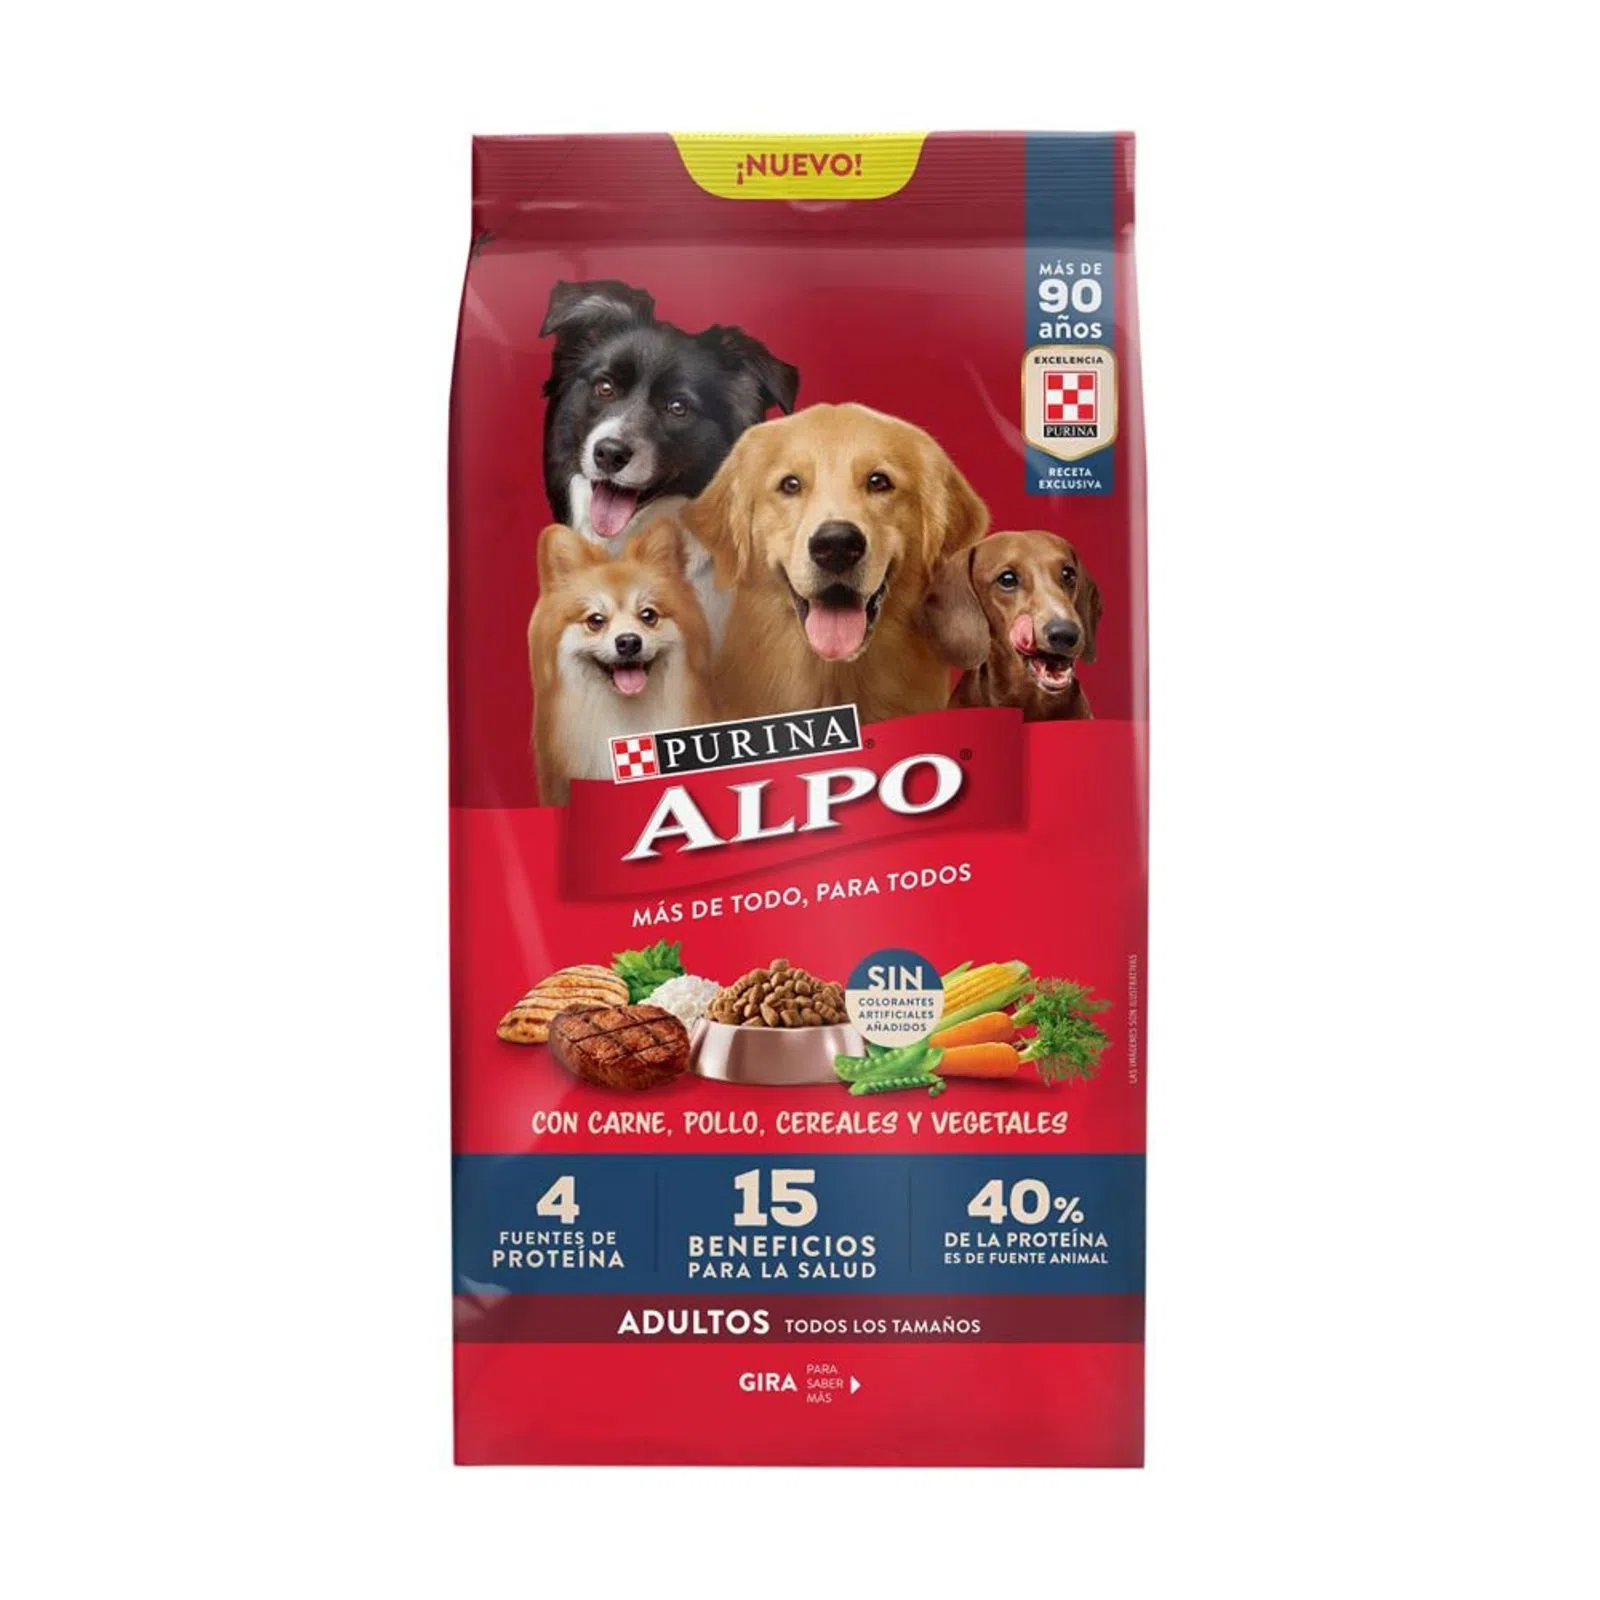 ¡NUEVO!
MÁS DE
90
años
EXCELENCIA
PURINA
RECETA
EXCLUSIVA
PURINA®
ALPO®
MÁS DE TODO, PARA TODOS
SIN
COLORANTES
ARTIFICIALES
AÑADIDOS
LAS IMÁGENES SON ILUSTRATIVAS
CON CARNE, POLLO, CEREALES Y VEGETALES
4
FUENTES DE
PROTEÍNA
15
BENEFICIOS
PARA LA SALUD
40%
DE LA PROTEÍNA
ES DE FUENTE ANIMAL
ADULTOS TODOS LOS TAMAÑOS
GIRA PARA
SABER
MÁS